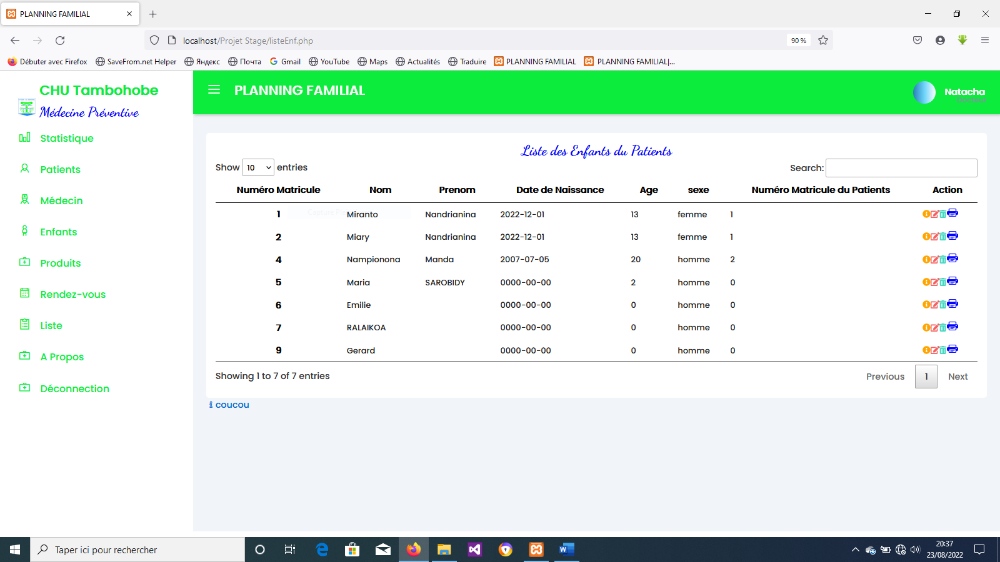 PLANNING FAMILIAL
localhost/Projet Stage/listeEnf.php
90 %
Débuter avec Firefox SaveFrom.net Helper Яндекс Почта Gmail YouTube Maps Actualités Traduire PLANNING FAMILIAL PLANNING FAMILIAL|...
CHU Tambohobe
Médecine Préventive
PLANNING FAMILIAL
Natacha
Statistique
Patients
Médecin
Enfants
Produits
Rendez-vous
Liste
A Propos
Déconnection
Liste des Enfants du Patients
Show 10 entries
Search:
Numéro Matricule Nom Prenom Date de Naissance Age sexe Numéro Matricule du Patients Action
1 Miranto Nandrianina 2022-12-01 13 femme 1
2 Miary Nandrianina 2022-12-01 13 femme 1
4 Nampionona Manda 2007-07-05 20 homme 2
5 Maria SAROBIDY 0000-00-00 2 homme 0
6 Emilie 0000-00-00 0 homme 0
7 RALAIKOA 0000-00-00 0 homme 0
9 Gerard 0000-00-00 0 homme 0
Showing 1 to 7 of 7 entries
Previous 1 Next
coucou
Taper ici pour rechercher
20:37
23/08/2022